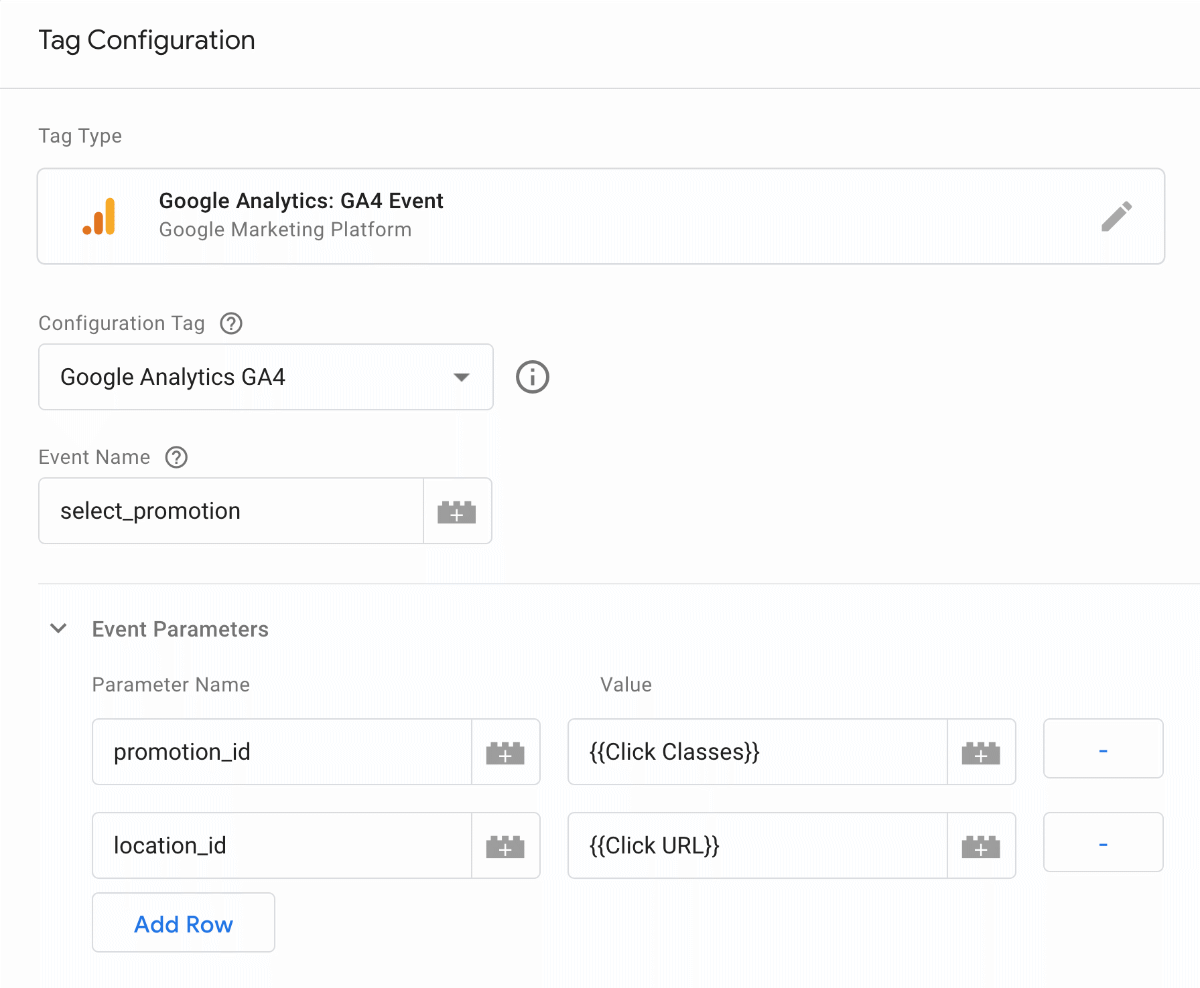 Tag Configuration
Tag Type
Google Analytics: GA4 Event
Google Marketing Platform
Configuration Tag
Google Analytics GA4
Event Name
select_promotion
Event Parameters
Parameter Name Value
promotion_id {{Click Classes}} -
location_id {{Click URL}} -
Add Row